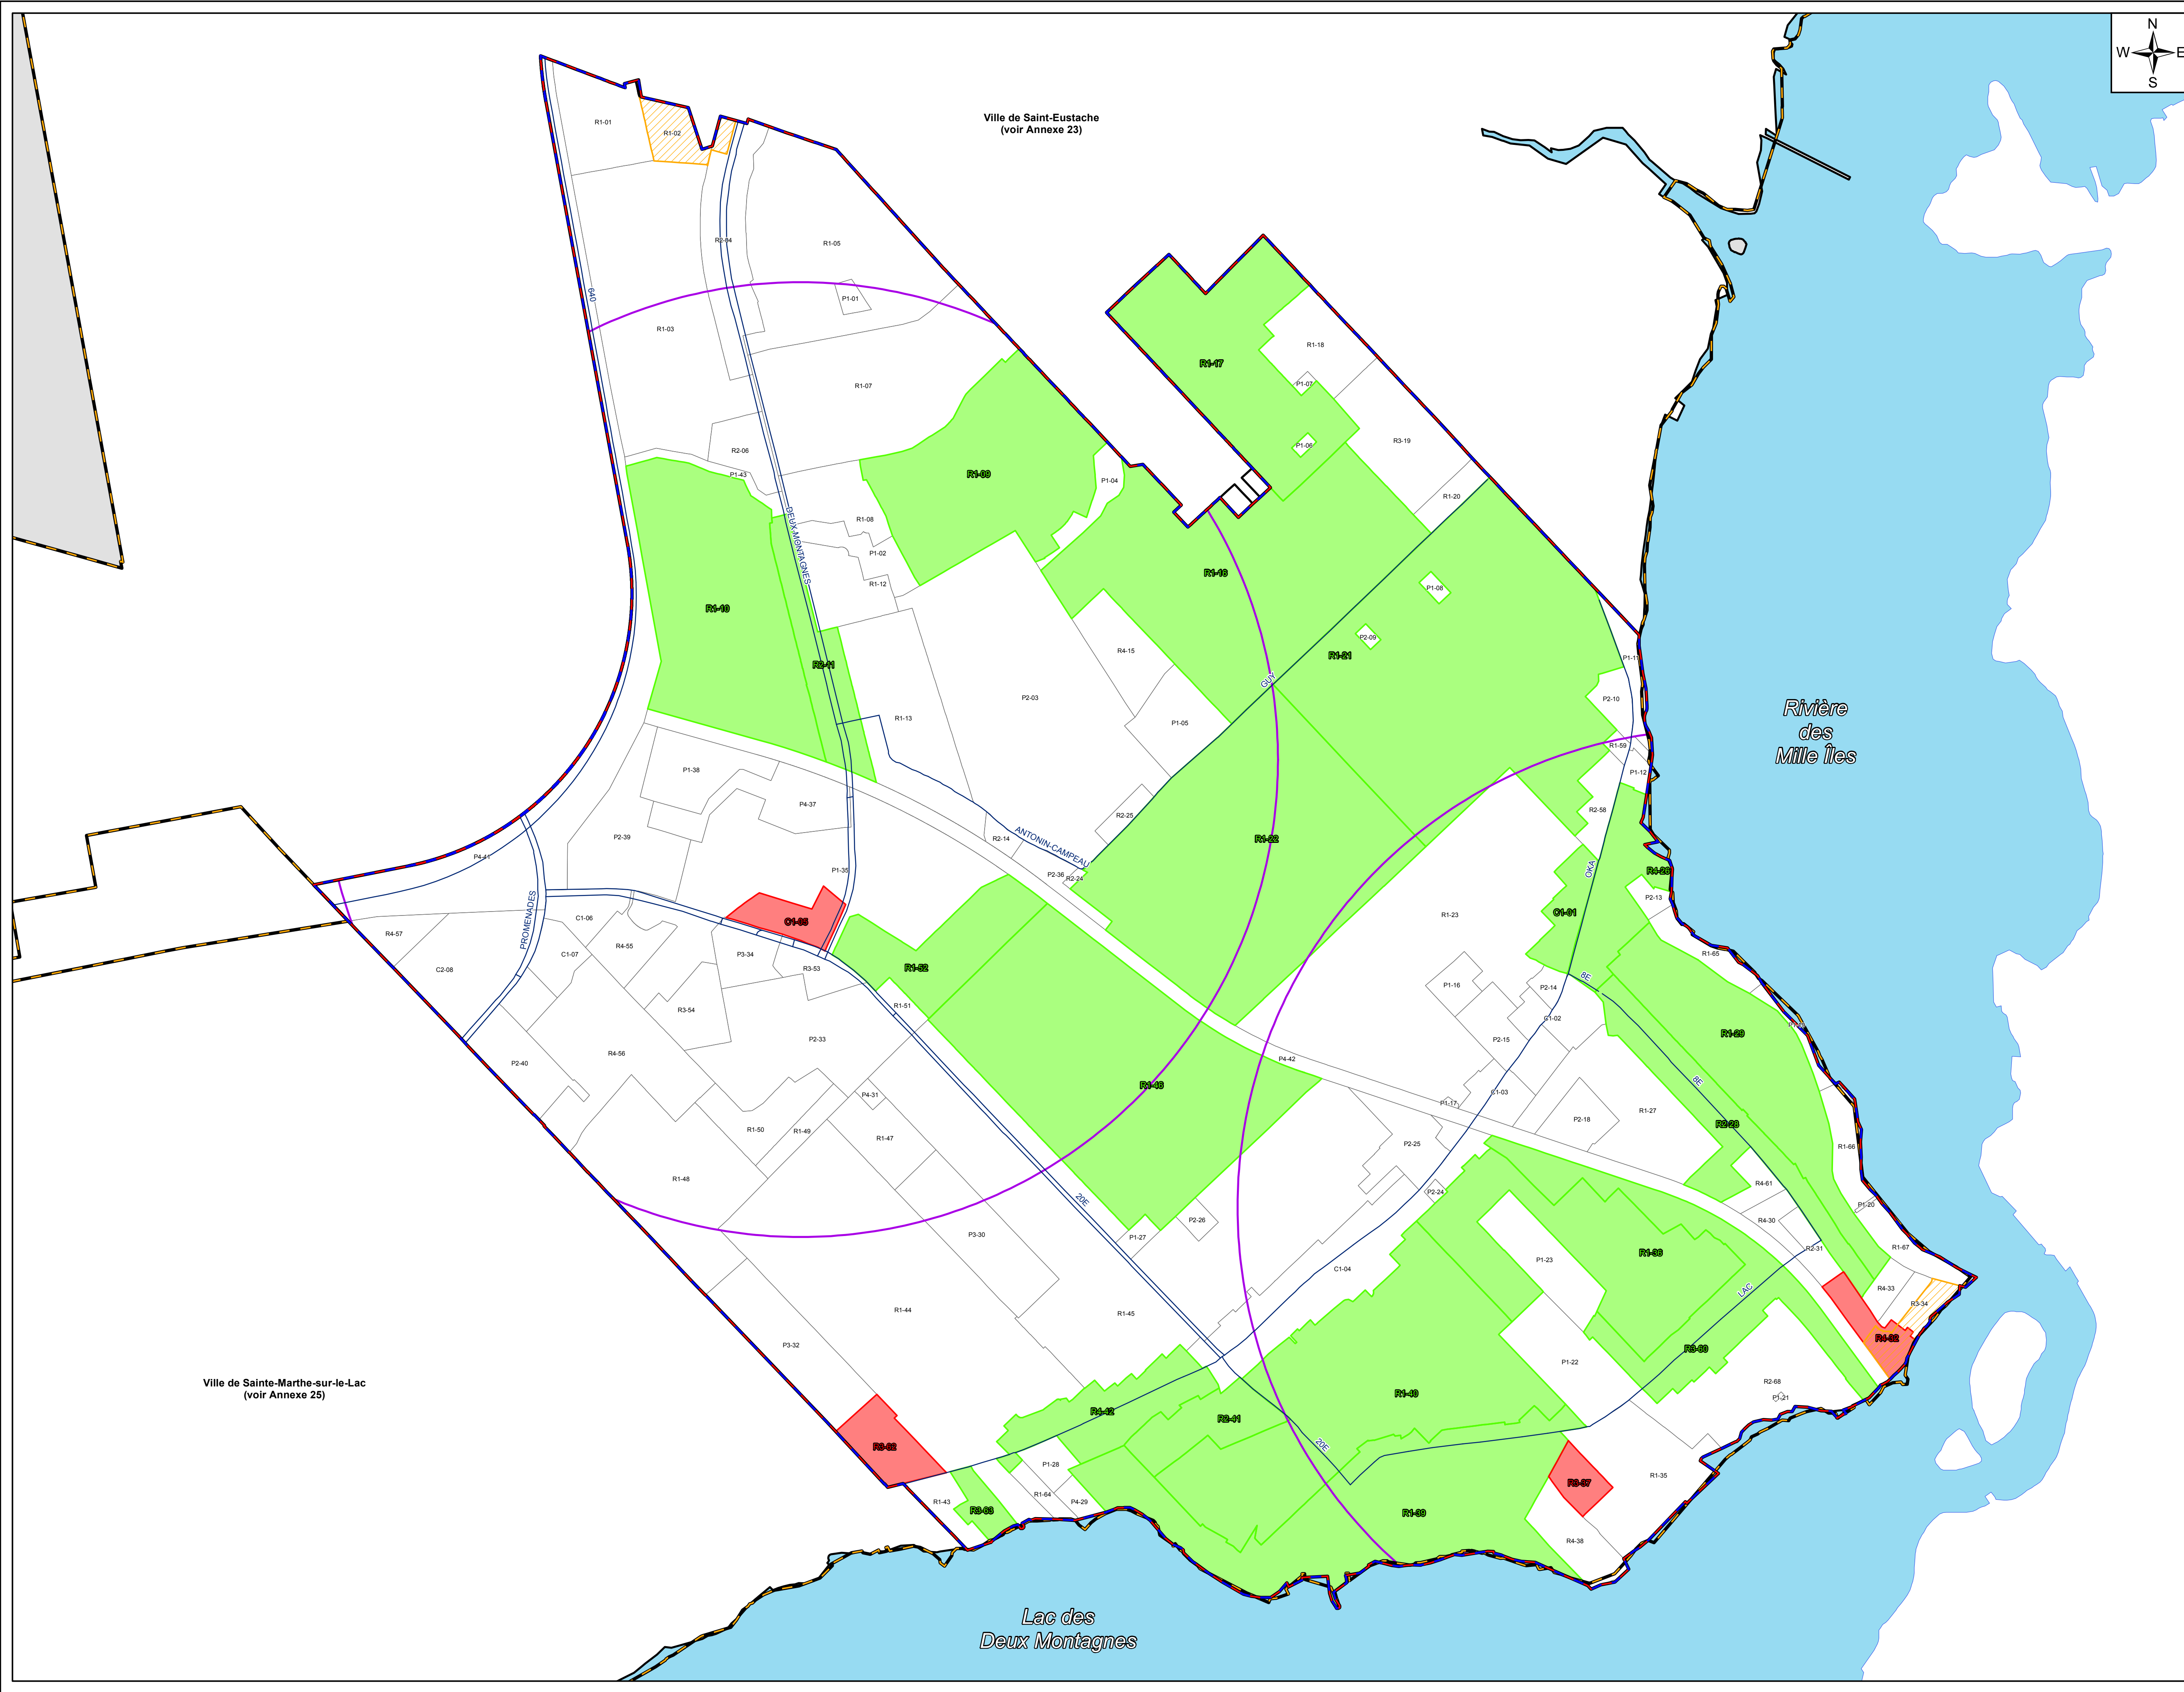 N
W
E
S
Ville de Saint-Eustache
(voir Annexe 23)
R1-01
R1-02
R2-04
R1-05
640
P1-01
R1-03
R1-18
R1-17
R1-07
P1-07
R3-19
P1-06
R2-06
P1-43
R1-09
P1-04
R1-20
DEUX-MONTAGNES
R1-08
P1-02
R1-12
R1-16
P1-08
R1-10
P2-09
R2-11
R4-15
R1-21
P1-11
GUY
P2-03
P2-10
R1-13
P1-05
Rivière
des
Mille Îles
R1-59
P1-12
P1-38
P4-37
R2-58
R2-25
ANTONIN-CAMPEAU
R2-14
R1-22
P2-39
P4-41
P1-35
P2-36
R2-24
OKA
P2-13
C1-01
R1-23
PROMENADES
C1-06
C1-05
R4-57
R4-55
C2-08
C1-07
P3-34
R3-53
R1-52
R1-65
8E
P1-16
P2-14
R1-51
R3-54
C1-02
R1-29
P2-33
P2-15
R4-56
P4-42
P2-40
R1-46
8E
C1-03
P4-31
P1-17
R1-27
P2-18
R2-28
R1-50
R1-49
R1-47
P2-25
R1-66
R1-48
R4-61
P2-24
20E
P1-20
P2-26
R4-30
P3-30
P1-27
R2-31
R1-67
R1-36
P1-23
C1-04
R4-33
LAC
R3-34
R1-44
R1-45
R4-32
P3-32
R3-60
P1-22
Ville de Sainte-Marthe-sur-le-Lac
(voir Annexe 25)
R2-68
R1-40
P1-21
R4-42
R2-41
20E
P1-28
R1-35
R1-64
R1-43
P4-29
R1-39
R4-38
Lac des
Deux Montagnes